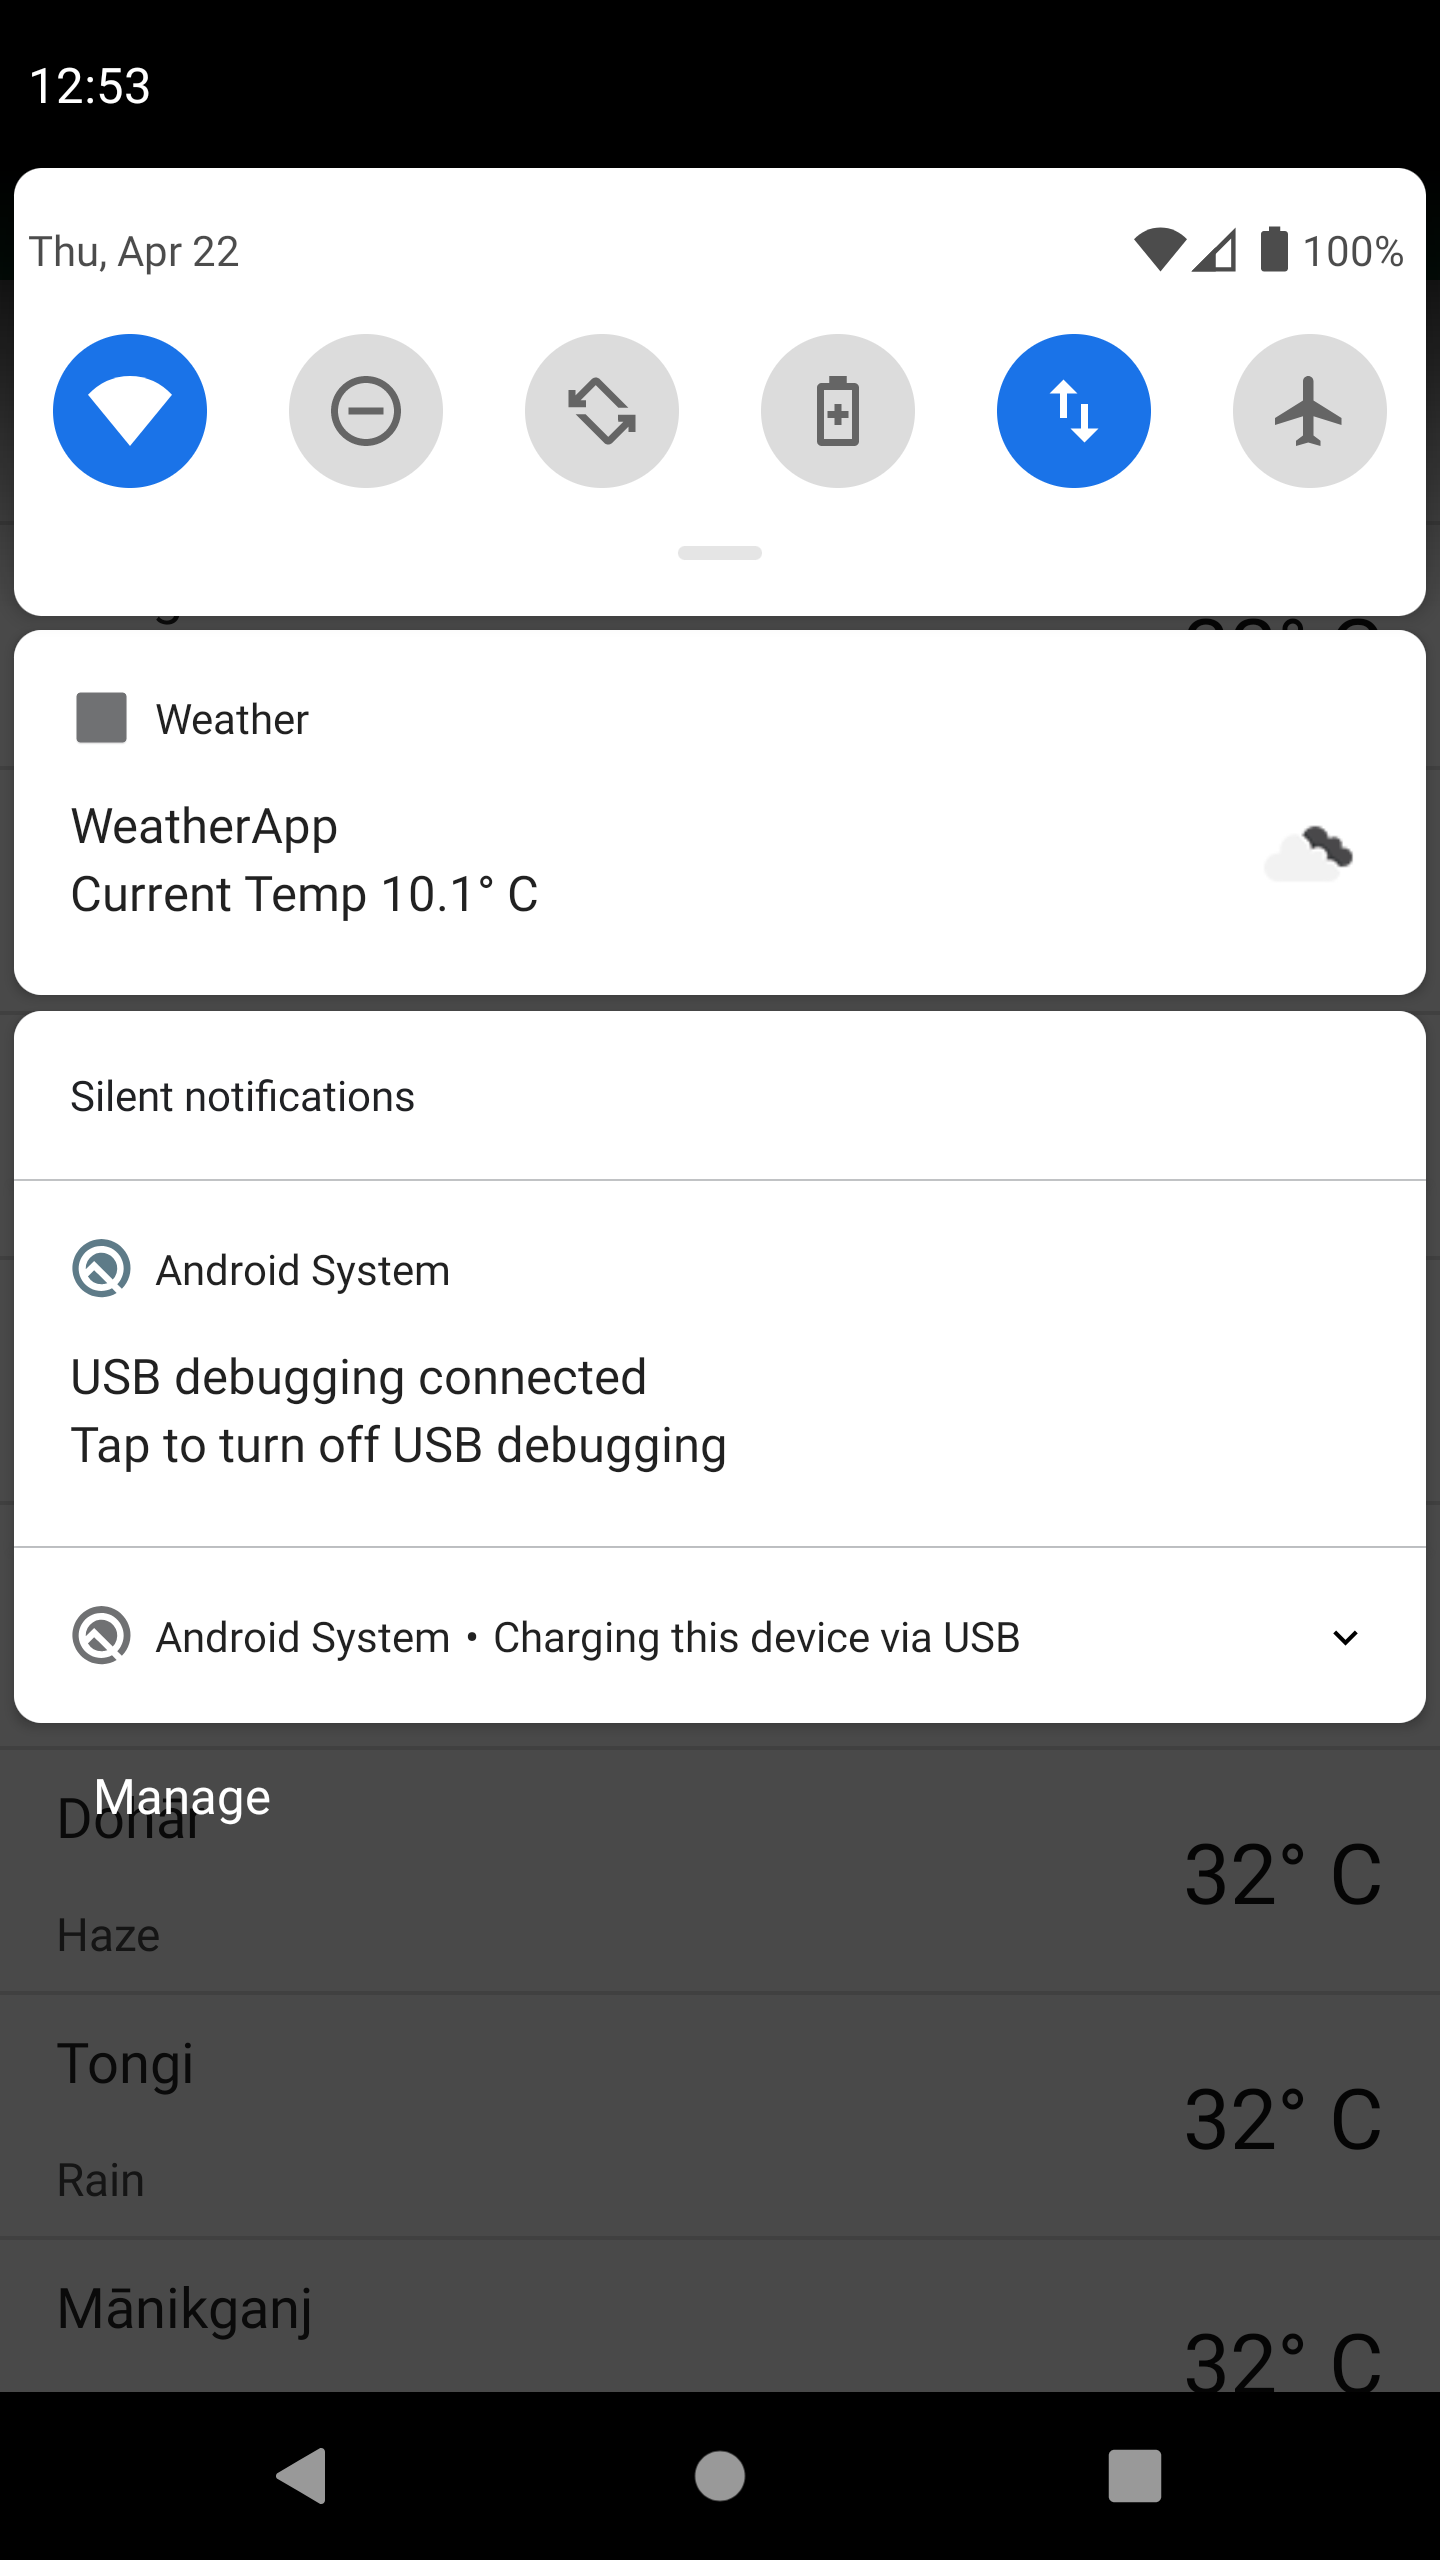 12:53
Thu, Apr 22
100%
Weather
WeatherApp
Current Temp 10.1° C
Silent notifications
Android System
USB debugging connected
Tap to turn off USB debugging
Android System • Charging this device via USB
Manage
32° C
Haze
Tongi
32° C
Rain
Mānikganj
32° C